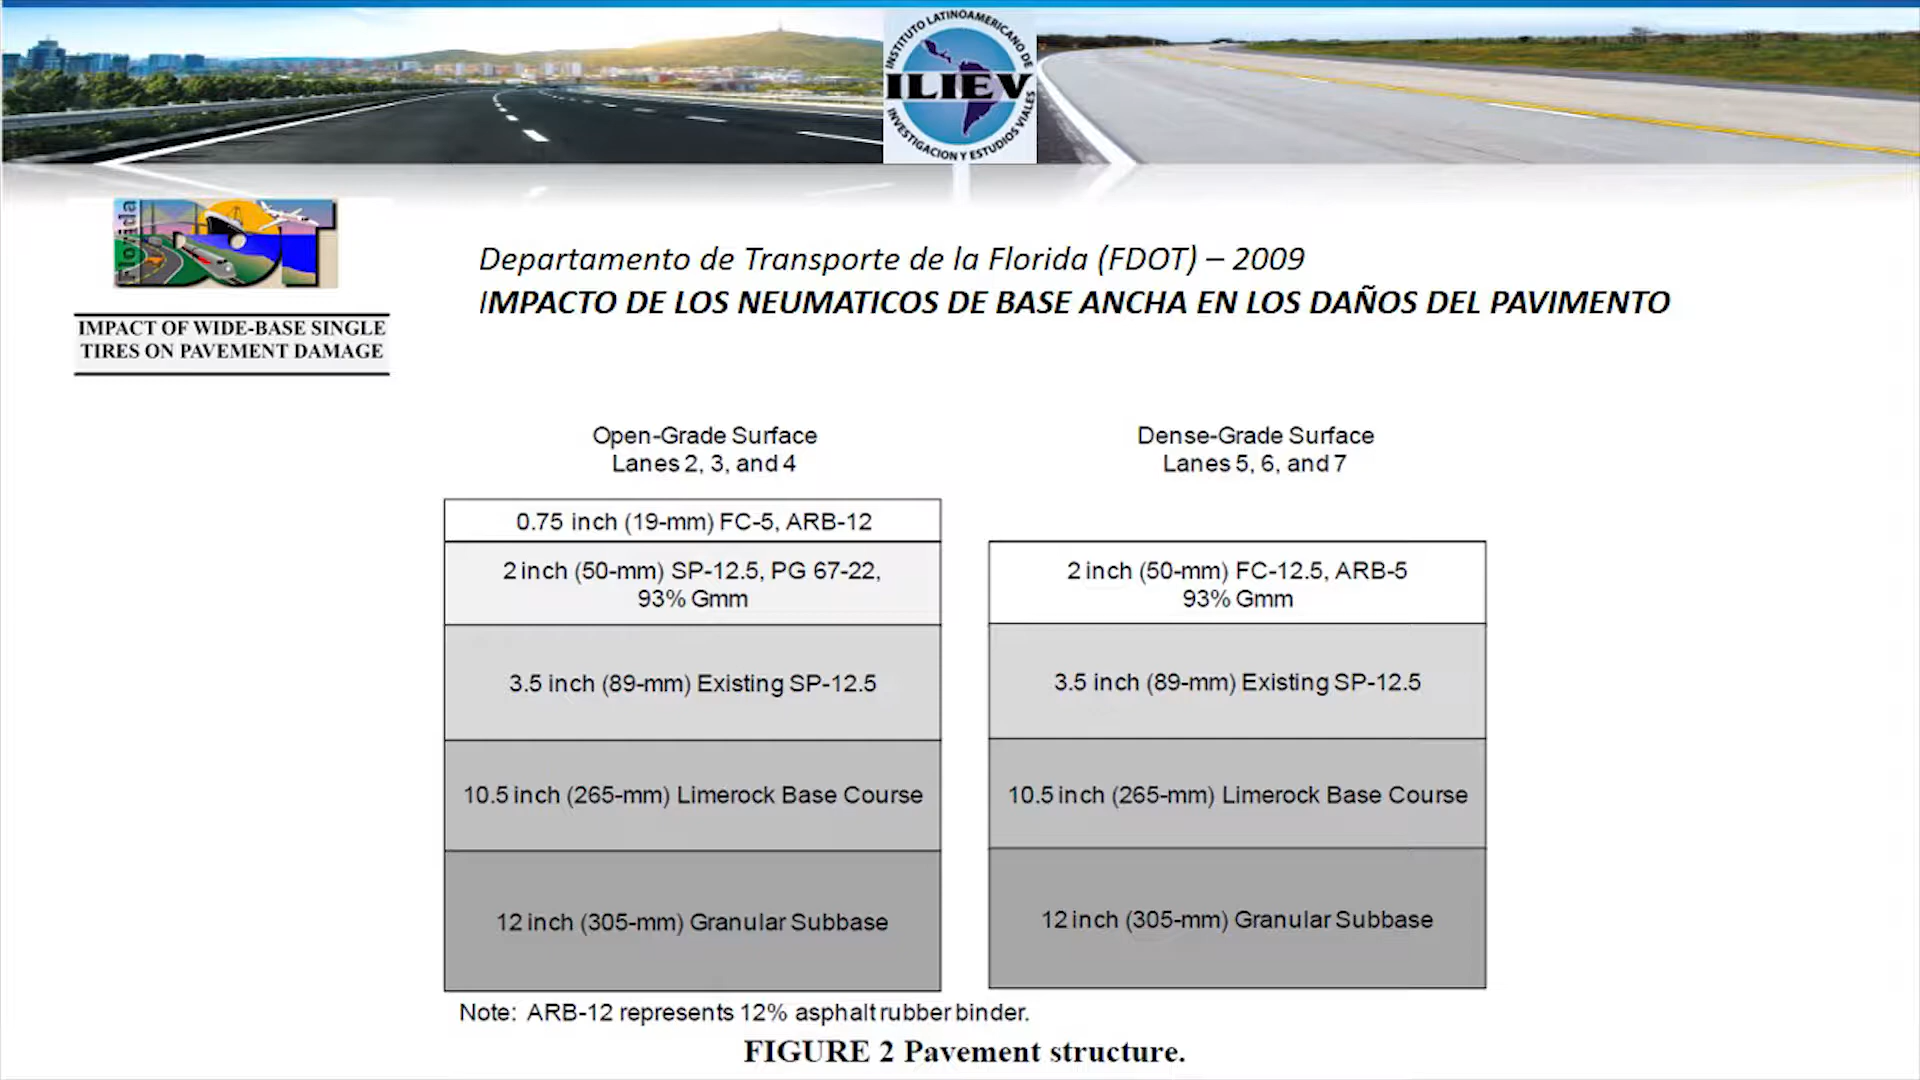 INSTITUTO LATINOAMERICANO DE
ILIEV
INVESTIGACION Y ESTUDIOS VIALES
Florida
DOT
IMPACT OF WIDE-BASE SINGLE
TIRES ON PAVEMENT DAMAGE
Departamento de Transporte de la Florida (FDOT) – 2009
IMPACTO DE LOS NEUMATICOS DE BASE ANCHA EN LOS DAÑOS DEL PAVIMENTO
Open-Grade Surface
Lanes 2, 3, and 4
0.75 inch (19-mm) FC-5, ARB-12
2 inch (50-mm) SP-12.5, PG 67-22,
93% Gmm
3.5 inch (89-mm) Existing SP-12.5
10.5 inch (265-mm) Limerock Base Course
12 inch (305-mm) Granular Subbase
Dense-Grade Surface
Lanes 5, 6, and 7
2 inch (50-mm) FC-12.5, ARB-5
93% Gmm
3.5 inch (89-mm) Existing SP-12.5
10.5 inch (265-mm) Limerock Base Course
12 inch (305-mm) Granular Subbase
Note: ARB-12 represents 12% asphalt rubber binder.
FIGURE 2 Pavement structure.